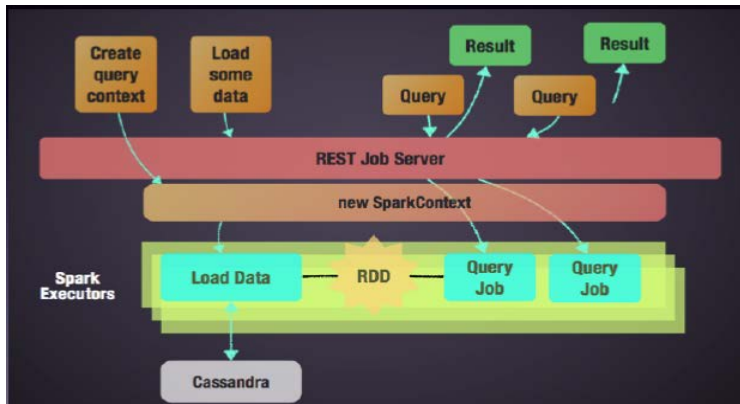 Create
query
context
Load
some
data
Query
Result
Query
Result
REST Job Server
new SparkContext
Spark
Executors
Load Data
RDD
Query
Job
Query
Job
Cassandra